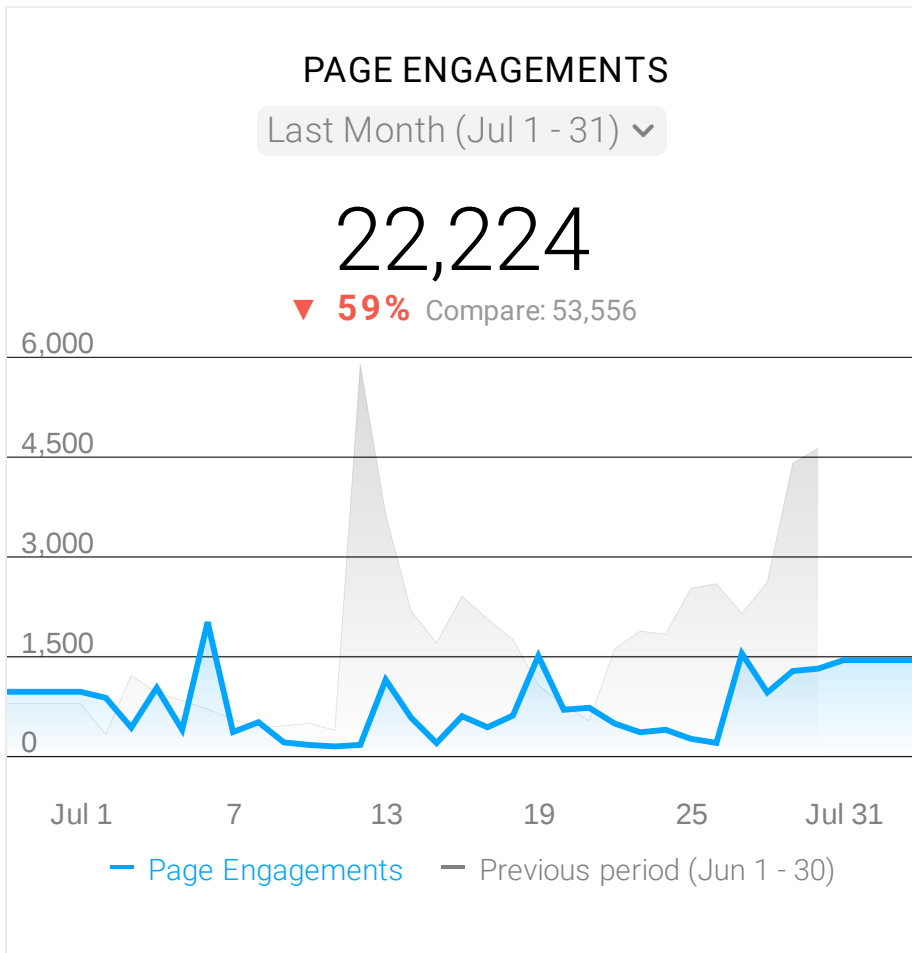 PAGE ENGAGEMENTS
Last Month (Jul 1 - 31)
22,224
▼ 59% Compare: 53,556
6,000
4,500
3,000
1,500
0
Jul 1 7 13 19 25 Jul 31
Page Engagements Previous period (Jun 1 - 30)